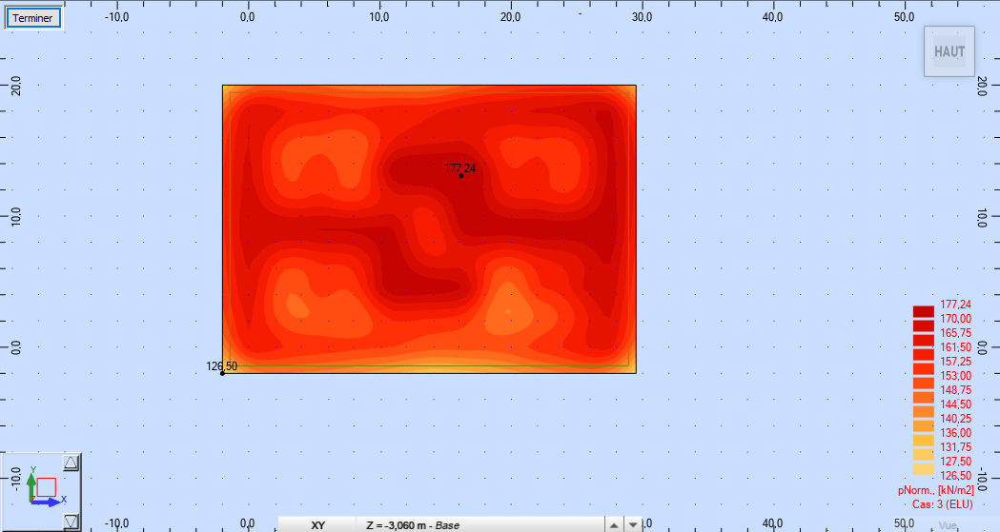 Terminer
-10,0 0,0 10,0 20,0 30,0 40,0 50,0
HAUT
20,0 20,0
177,24
10,0 10,0
177,24
170,00
165,75
161,50
157,25
153,00
148,75
144,50
140,25
136,00
131,75
127,50
126,50
0,0 0,0
126,50
pNorm., [kN/m2]
Cas: 3 (ELU)
-10,0 -10,0
Y
Z
X
-10,0 0,0 XY Z = -3,060 m - Base 40,0 50,0
Vue